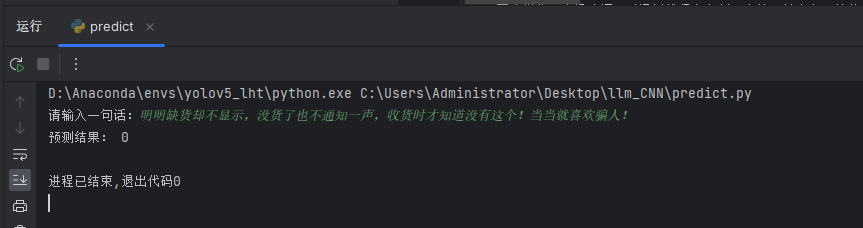 运行
predict
D:\Anaconda\envs\yolov5_lht\python.exe C:\Users\Administrator\Desktop\llm_CNN\predict.py
请输入一句话：明明缺货却不显示，没货了也不通知一声，收货时才知道没有这个！当当就喜欢骗人！
预测结果： 0
进程已结束,退出代码0